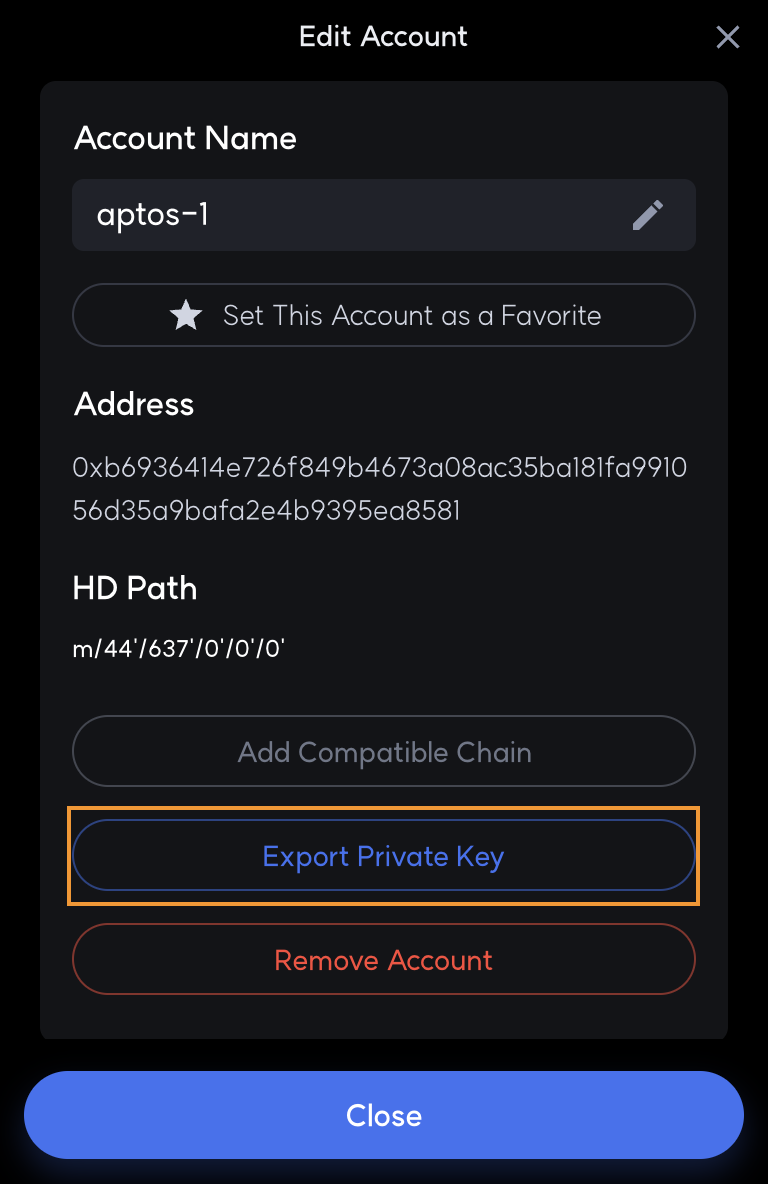 Edit Account
Account Name
aptos-1
Set This Account as a Favorite
Address
0xb6936414e726f849b4673a08ac35ba181fa9910
56d35a9bafa2e4b9395ea8581
HD Path
m/44'/637'/0'/0'/0'
Add Compatible Chain
Export Private Key
Remove Account
Close